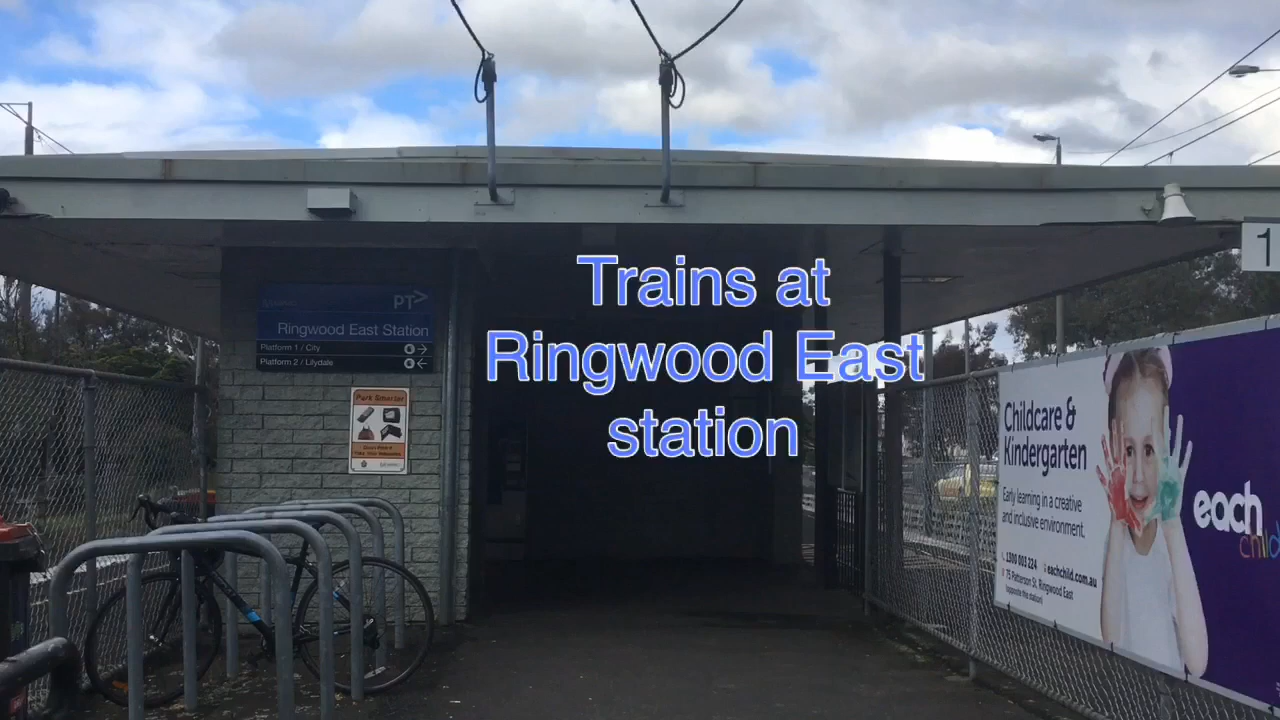 Trains at
Ringwood East
station
PT>
Ringwood East Station
Platform 1 / City
Platform 2 / Lilydale
Park Smarter
1
Childcare &
Kindergarten
Early learning in a creative
and inclusive environment.
1300 003 224 eachchild.com.au
75 Patterson St, Ringwood East
(opposite the station)
each
child